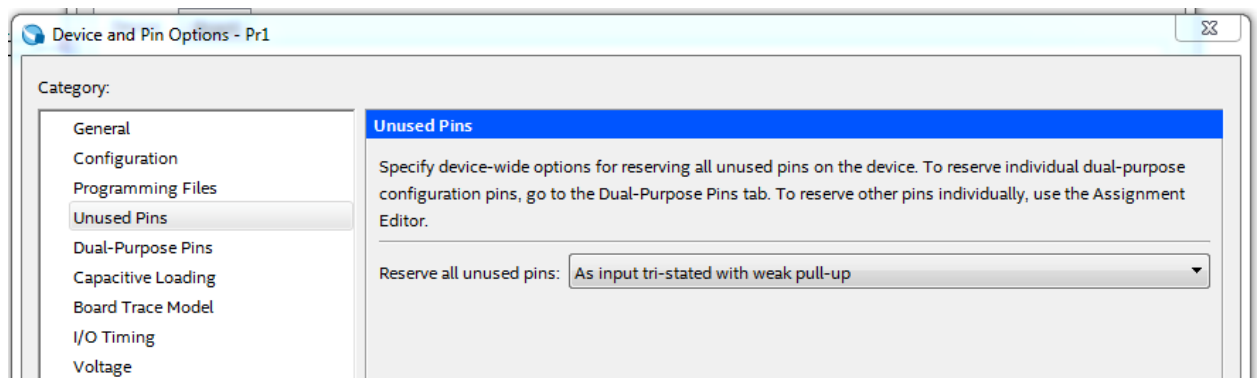 Device and Pin Options - Pr1
Category:
General
Configuration
Programming Files
Unused Pins
Dual-Purpose Pins
Capacitive Loading
Board Trace Model
I/O Timing
Voltage
Unused Pins
Specify device-wide options for reserving all unused pins on the device. To reserve individual dual-purpose
configuration pins, go to the Dual-Purpose Pins tab. To reserve other pins individually, use the Assignment
Editor.
Reserve all unused pins: As input tri-stated with weak pull-up